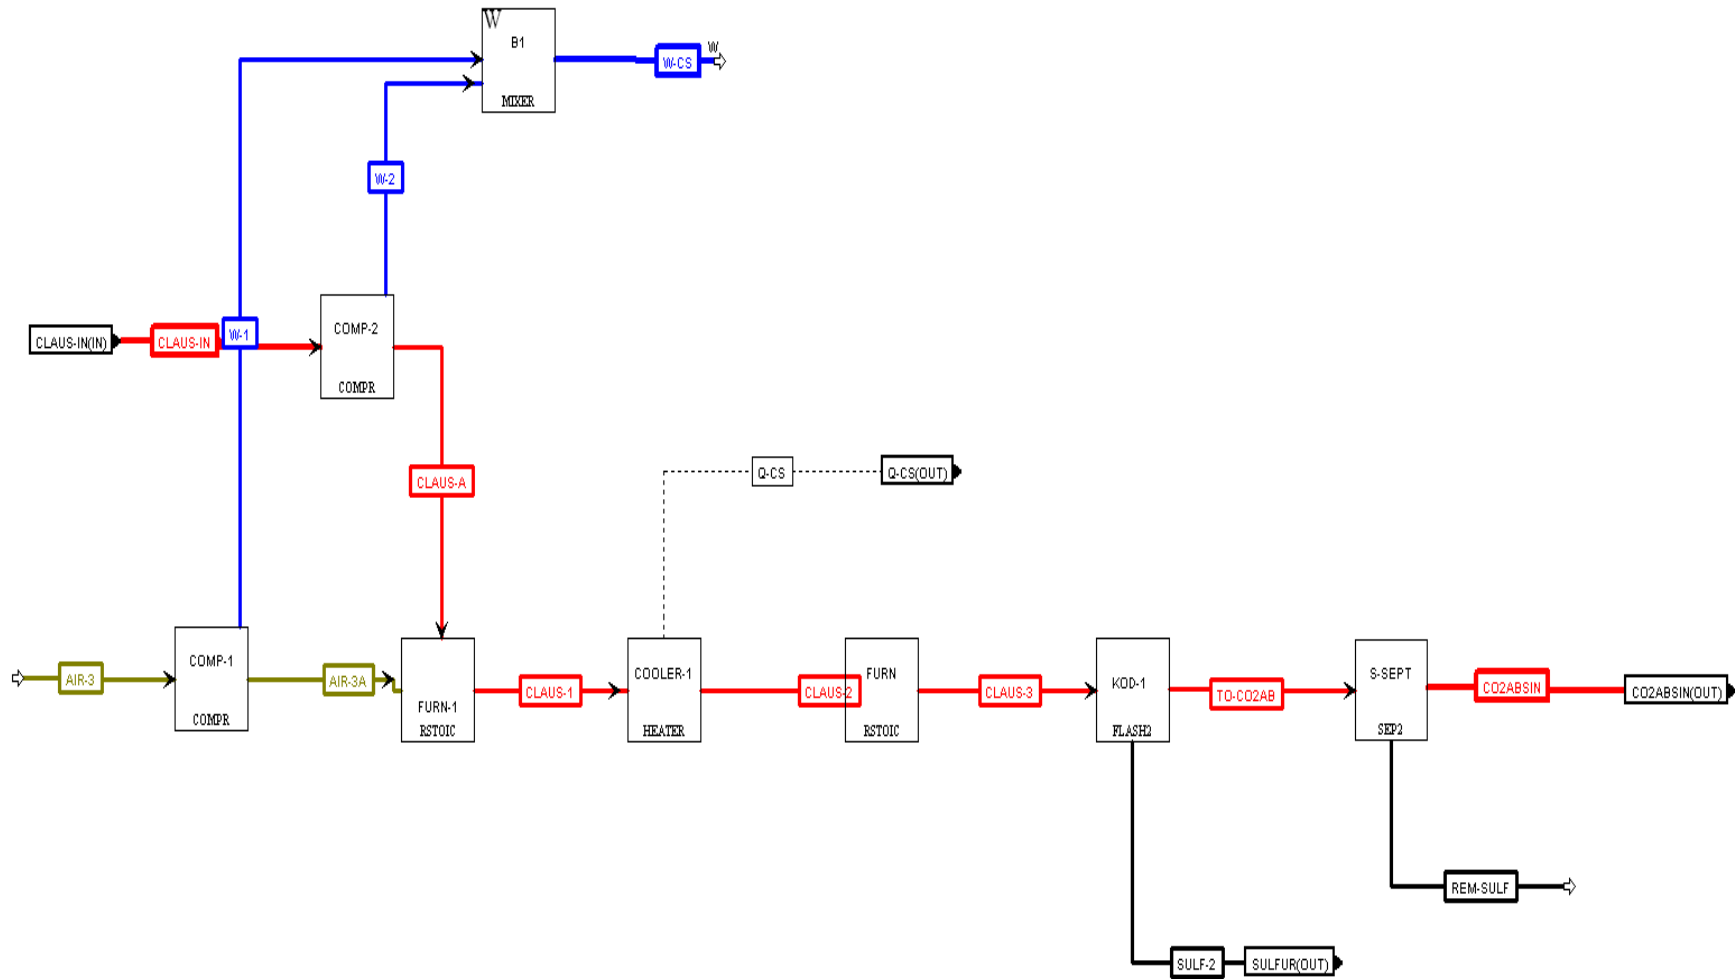 W
B1
MIXER
W-CS
W
W-2
CLAUS-IN(IN)
CLAUS-IN
W-1
COMP-2
COMPR
CLAUS-A
Q-CS
Q-CS(OUT)
AIR-3
COMP-1
COMPR
AIR-3A
FURN-1
RSTOIC
CLAUS-1
COOLER-1
HEATER
CLAUS-2
FURN
RSTOIC
CLAUS-3
KOD-1
FLASH2
TO-CO2AB
S-SEPT
SEP2
CO2ABSIN
CO2ABSIN(OUT)
REM-SULF
SULF-2
SULFUR(OUT)